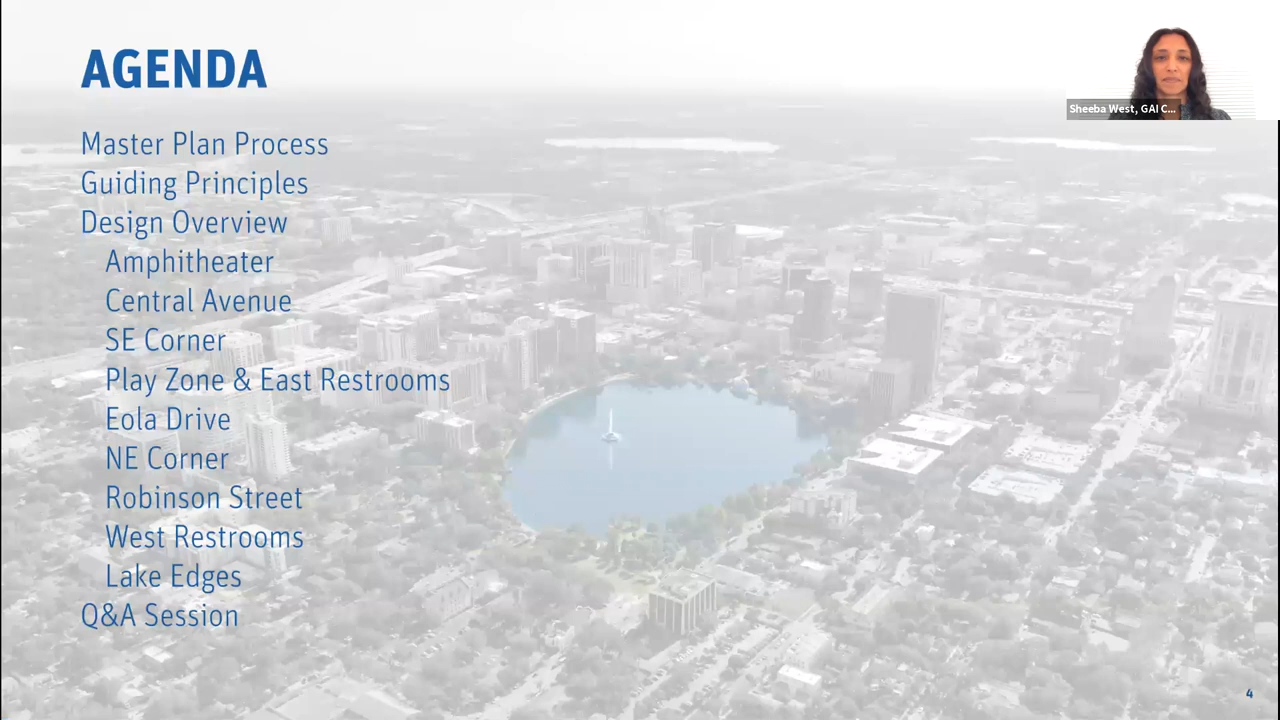 AGENDA
Sheeba West, GAI C...
Master Plan Process
Guiding Principles
Design Overview
Amphitheater
Central Avenue
SE Corner
Play Zone & East Restrooms
Eola Drive
NE Corner
Robinson Street
West Restrooms
Lake Edges
Q&A Session
4